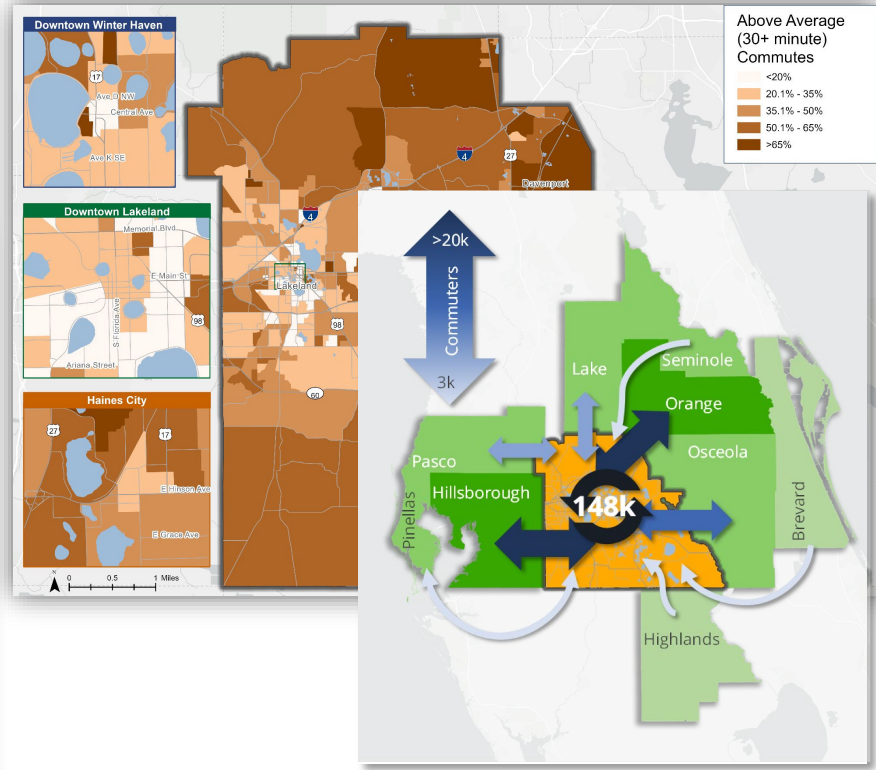 Downtown Winter Haven
17
Ave D NW
Central Ave
Ave K SE
Downtown Lakeland
Memorial Blvd
E Main St
S Florida Ave
98
Ariana Street
Haines City
27
17
E Hinson Ave
E Grace Ave
N
0 0.5 1 Miles
4
27
Davenport
4
Lakeland
98
60
Above Average
(30+ minute)
Commutes
<20%
20.1% - 35%
35.1% - 50%
50.1% - 65%
>65%
>20k
Commuters
3k
Lake
Seminole
Orange
Osceola
Pasco
Hillsborough
Pinellas
148k
Brevard
Highlands